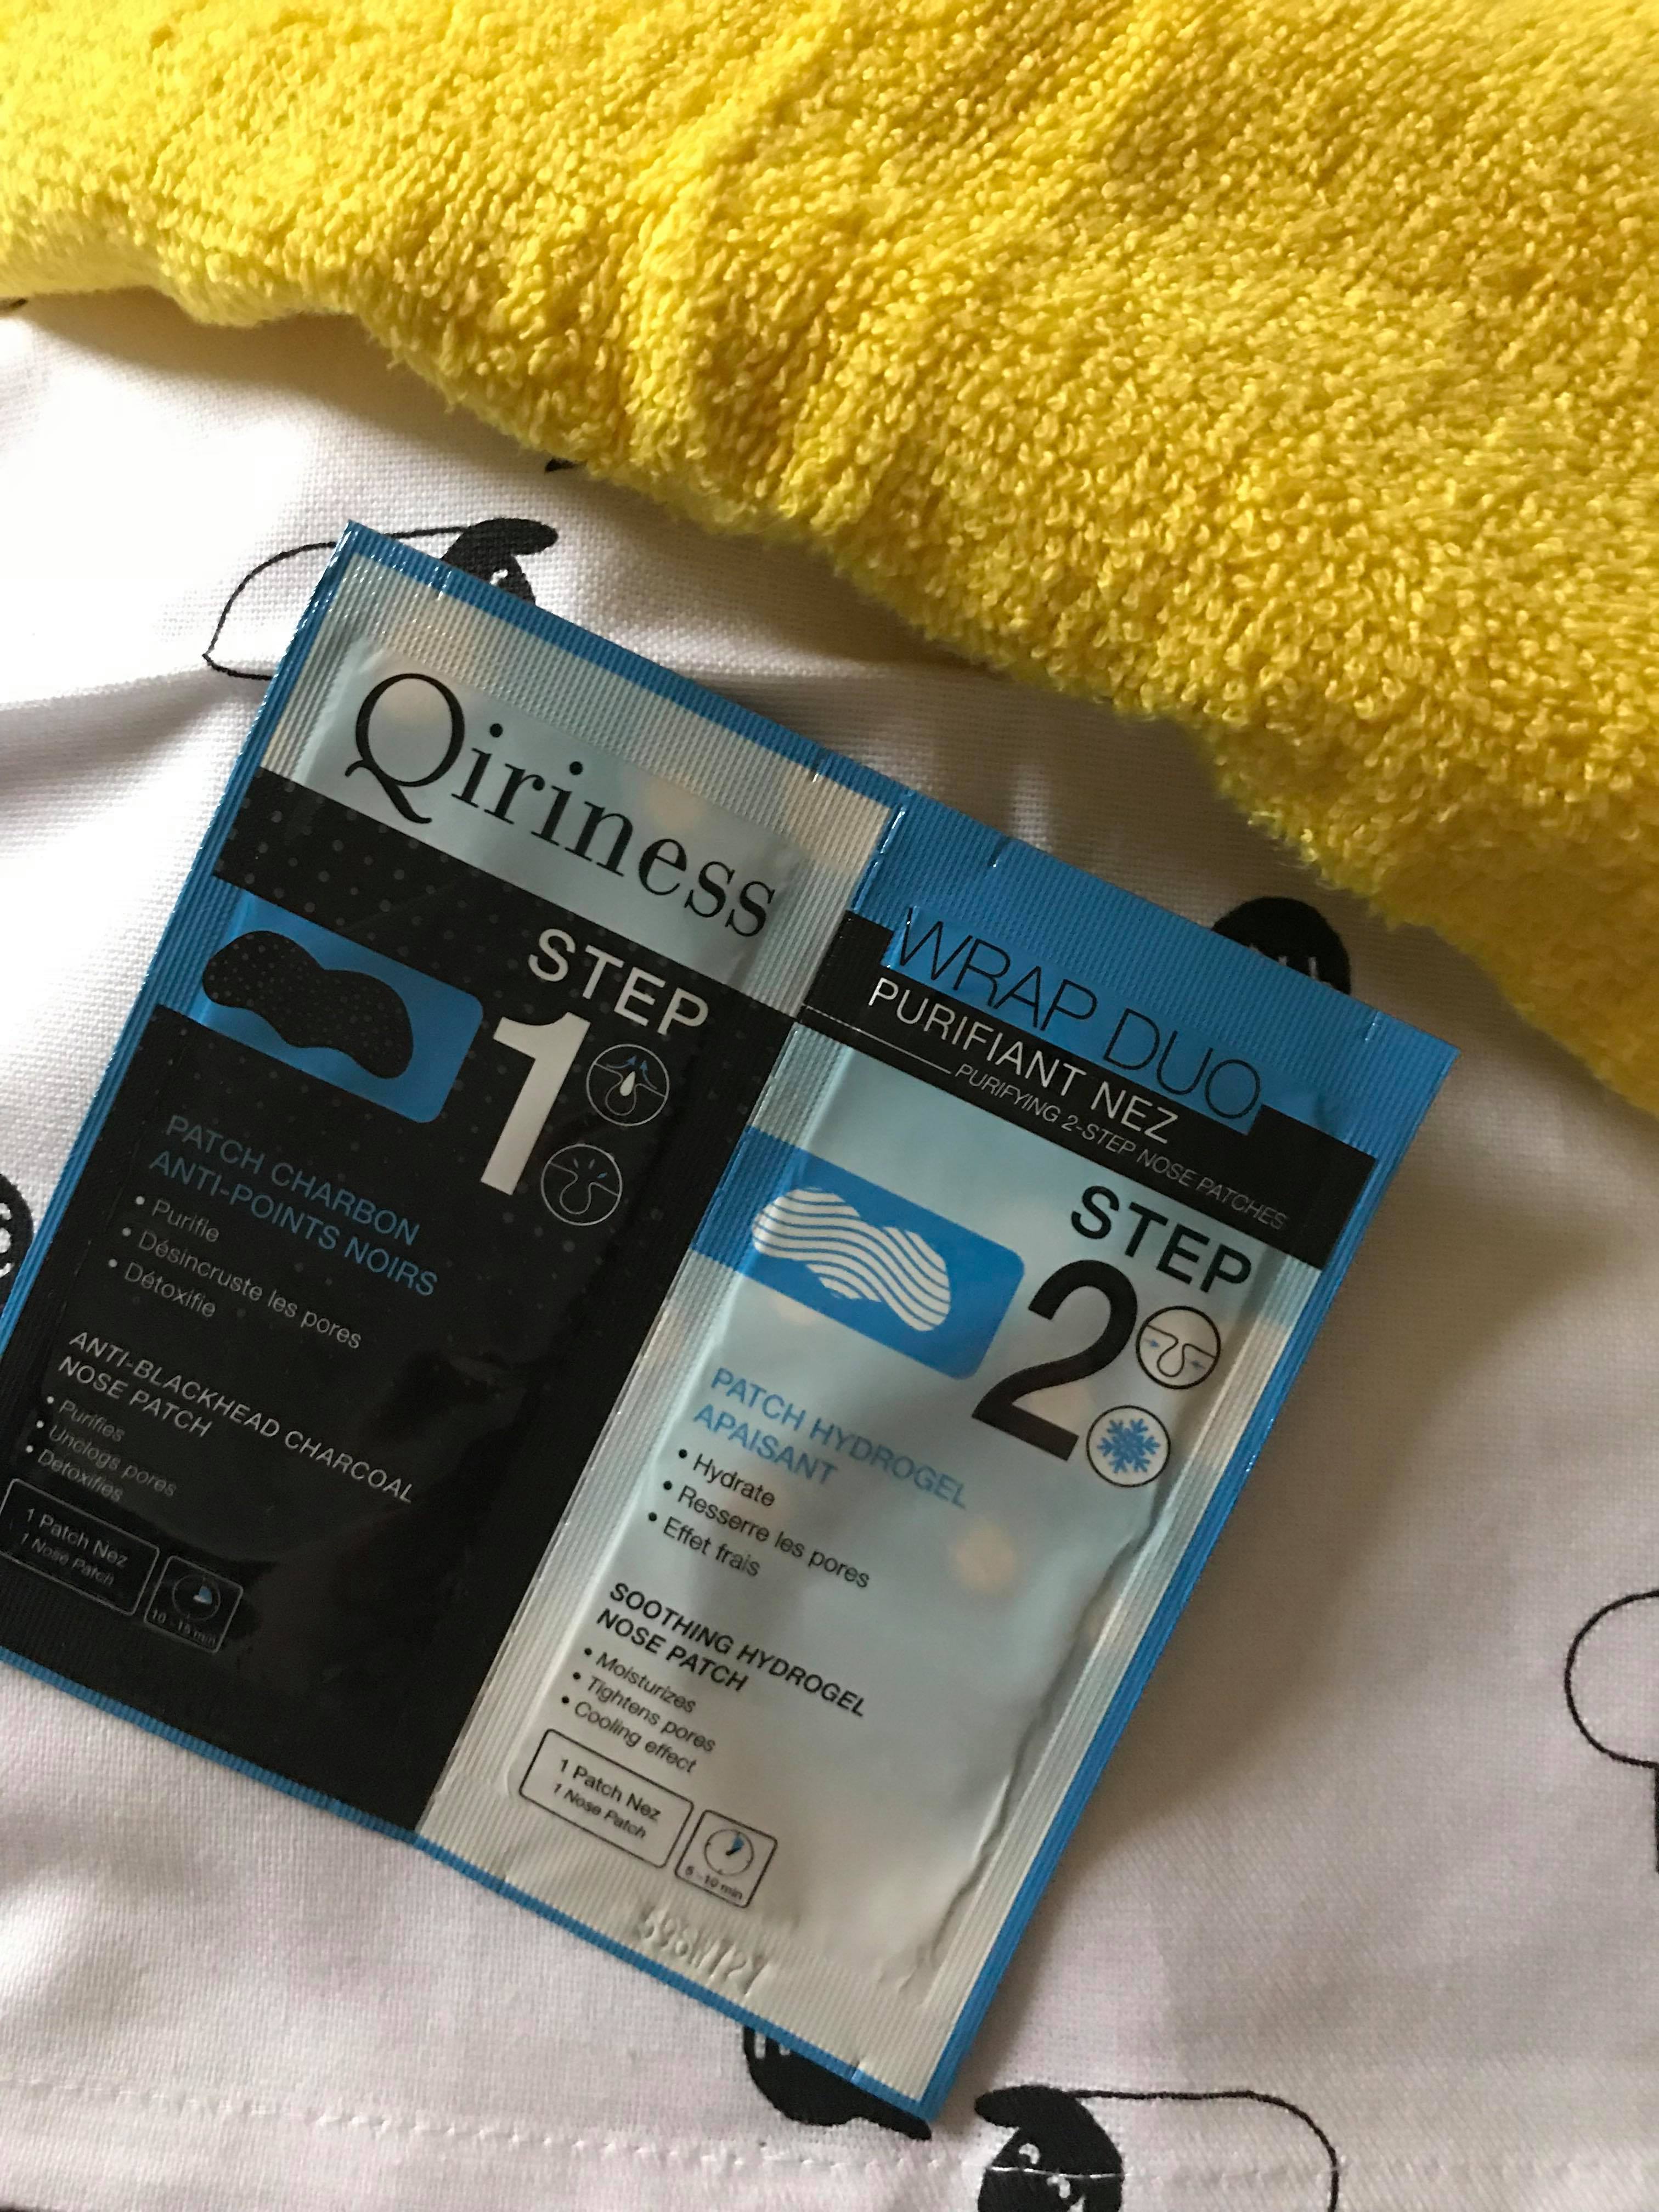 Qiriness
STEP
1
PATCH CHARBON
ANTI-POINTS NOIRS
• Purifie
• Désincruste les pores
• Détoxifie
ANTI-BLACKHEAD CHARCOAL
NOSE PATCH
• Purifies
• Unclogs pores
• Detoxifies
1 Patch Nez
1 Nose Patch
10 - 15 min
WRAP DUO
PURIFIANT NEZ
PURIFYING 2-STEP NOSE PATCHES
STEP
2
PATCH HYDROGEL
APAISANT
• Hydrate
• Resserre les pores
• Effet frais
SOOTHING HYDROGEL
NOSE PATCH
• Moisturizes
• Tightens pores
• Cooling effect
1 Patch Nez
1 Nose Patch
5 - 10 min